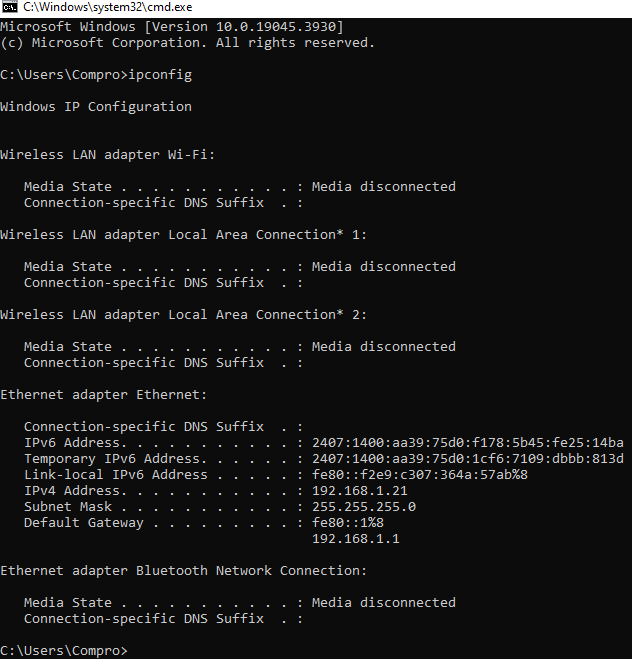 C:\Windows\system32\cmd.exe
Microsoft Windows [Version 10.0.19045.3930]
(c) Microsoft Corporation. All rights reserved.
C:\Users\Compro>ipconfig
Windows IP Configuration
Wireless LAN adapter Wi-Fi:
Media State . . . . . . . . . . . : Media disconnected
Connection-specific DNS Suffix  . :
Wireless LAN adapter Local Area Connection* 1:
Media State . . . . . . . . . . . : Media disconnected
Connection-specific DNS Suffix  . :
Wireless LAN adapter Local Area Connection* 2:
Media State . . . . . . . . . . . : Media disconnected
Connection-specific DNS Suffix  . :
Ethernet adapter Ethernet:
Connection-specific DNS Suffix  . :
IPv6 Address. . . . . . . . . . . : 2407:1400:aa39:75d0:f178:5b45:fe25:14ba
Temporary IPv6 Address. . . . . . : 2407:1400:aa39:75d0:1cf6:7109:dbbb:813d
Link-local IPv6 Address . . . . . : fe80::f2e9:c307:364a:57ab%8
IPv4 Address. . . . . . . . . . . : 192.168.1.21
Subnet Mask . . . . . . . . . . . : 255.255.255.0
Default Gateway . . . . . . . . . : fe80::1%8
192.168.1.1
Ethernet adapter Bluetooth Network Connection:
Media State . . . . . . . . . . . : Media disconnected
Connection-specific DNS Suffix  . :
C:\Users\Compro>